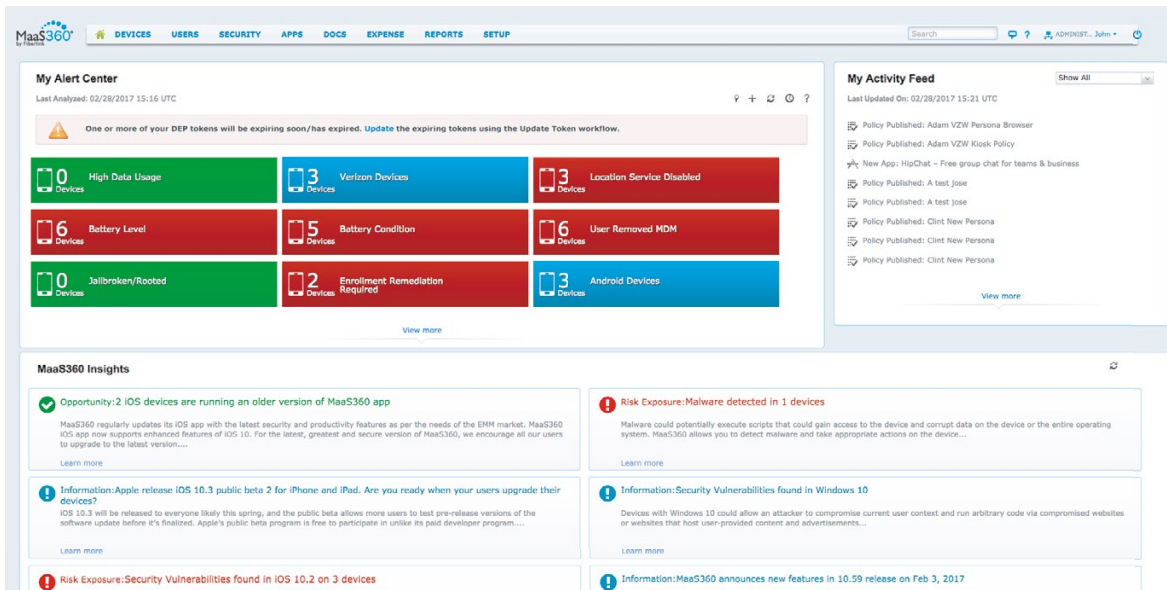 MaaS360
by Fiberlink
DEVICES USERS SECURITY APPS DOCS EXPENSE REPORTS SETUP
Search
? ADMINIST... John
My Alert Center
Last Analyzed: 02/28/2017 15:16 UTC
?
One or more of your DEP tokens will be expiring soon/has expired. Update the expiring tokens using the Update Token workflow.
0 Devices High Data Usage
3 Devices Verizon Devices
3 Devices Location Service Disabled
6 Devices Battery Level
5 Devices Battery Condition
6 Devices User Removed MDM
0 Devices Jailbroken/Rooted
2 Devices Enrollment Remediation
Required
3 Devices Android Devices
View more
My Activity Feed
Show All
Last Updated On: 02/28/2017 15:21 UTC
Policy Published: Adam VZW Persona Browser
Policy Published: Adam VZW Kiosk Policy
New App: HipChat – Free group chat for teams & business
Policy Published: A test jose
Policy Published: A test jose
Policy Published: Clint New Persona
Policy Published: Clint New Persona
Policy Published: Clint New Persona
View more
MaaS360 Insights
Opportunity:2 iOS devices are running an older version of MaaS360 app
MaaS360 regularly updates its iOS app with the latest security and productivity features as per the needs of the EMM market. MaaS360
iOS app now supports enhanced features of iOS 10. For the latest, greatest and secure version of MaaS360, we encourage all our users
to upgrade to the latest version....
Learn more
Risk Exposure:Malware detected in 1 devices
Malware could potentially execute scripts that could gain access to the device and corrupt data on the device or the entire operating
system. MaaS360 allows you to detect malware and take appropriate actions on the device...
Learn more
Information:Apple release iOS 10.3 public beta 2 for iPhone and iPad. Are you ready when your users upgrade their
devices?
iOS 10.3 will be released to everyone likely this spring, and the public beta allows more users to test pre-release versions of the
software update before it's finalized. Apple's public beta program is free to participate in unlike its paid developer program....
Learn more
Information:Security Vulnerabilities found in Windows 10
Devices with Windows 10 could allow an attacker to compromise current user context and run arbitrary code via compromised websites
or websites that host user-provided content and advertisements...
Learn more
Risk Exposure:Security Vulnerabilities found in iOS 10.2 on 3 devices
Information:MaaS360 announces new features in 10.59 release on Feb 3, 2017